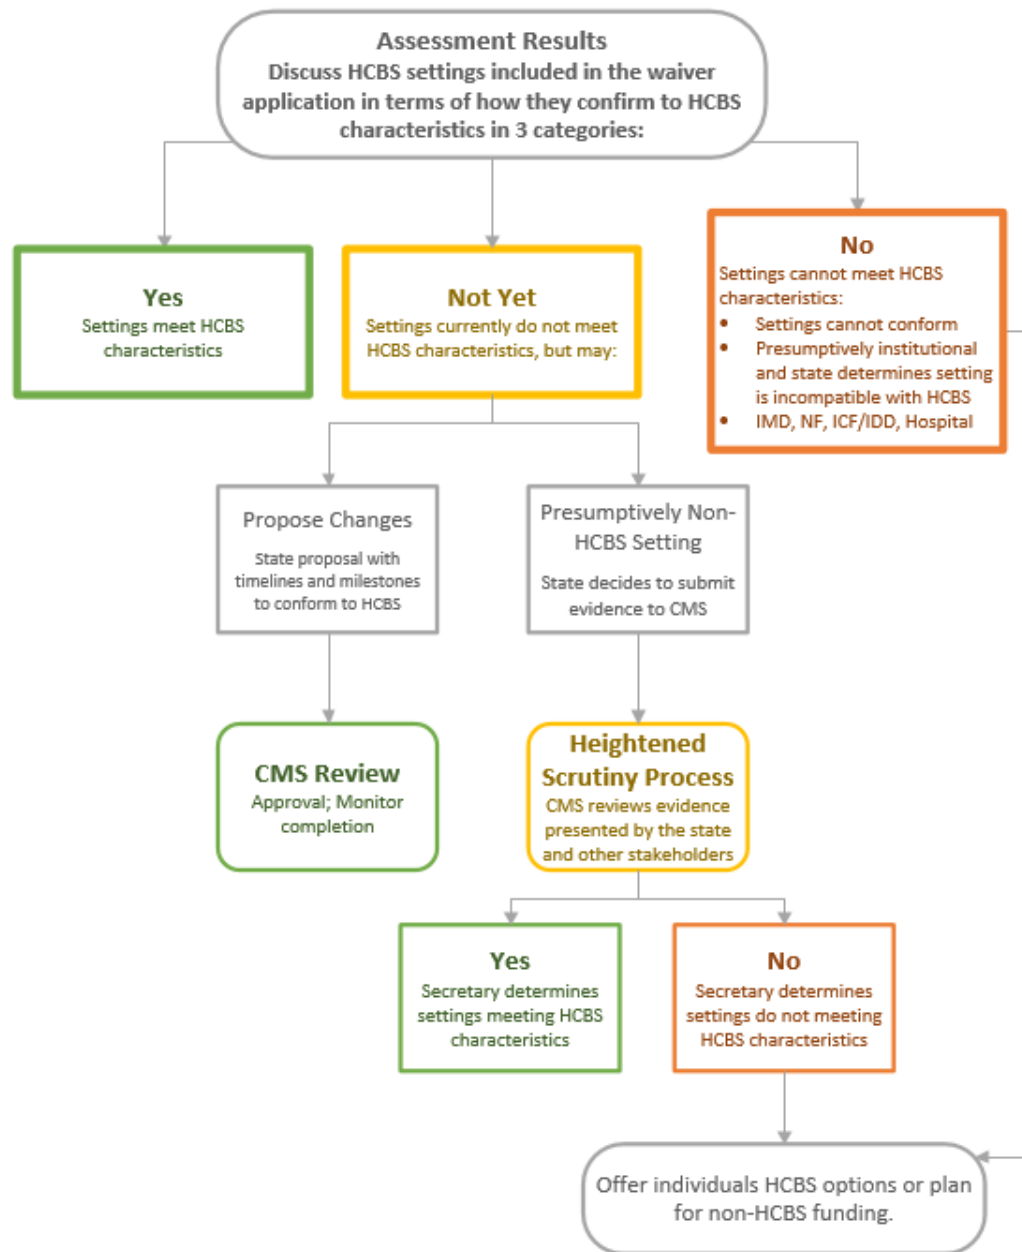 Assessment Results
Discuss HCBS settings included in the waiver
application in terms of how they confirm to HCBS
characteristics in 3 categories:
Yes
Settings meet HCBS
characteristics
Not Yet
Settings currently do not meet
HCBS characteristics, but may:
No
Settings cannot meet HCBS
characteristics:
• Settings cannot conform
• Presumptively institutional
and state determines setting
is incompatible with HCBS
• IMD, NF, ICF/IDD, Hospital
Propose Changes
State proposal with
timelines and milestones
to conform to HCBS
Presumptively Non-
HCBS Setting
State decides to submit
evidence to CMS
CMS Review
Approval; Monitor
completion
Heightened
Scrutiny Process
CMS reviews evidence
presented by the state
and other stakeholders
Yes
Secretary determines
settings meeting HCBS
characteristics
No
Secretary determines
settings do not meeting
HCBS characteristics
Offer individuals HCBS options or plan
for non-HCBS funding.